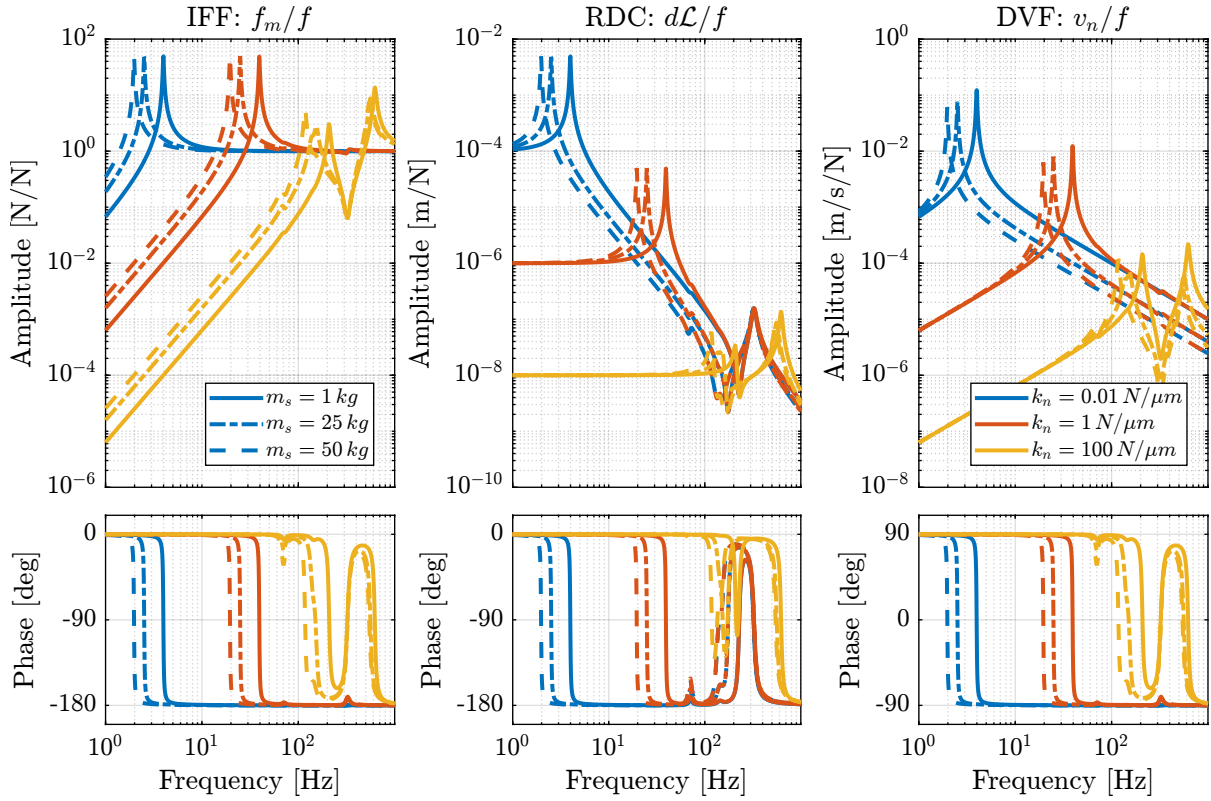 IFF: $f_m/f$
RDC: $d\mathcal{L}/f$
DVF: $v_n/f$
Amplitude [N/N]
10^2
10^0
10^-2
10^-4
10^-6
m_s = 1 kg
m_s = 25 kg
m_s = 50 kg
Amplitude [m/N]
10^-2
10^-4
10^-6
10^-8
10^-10
Amplitude [m/s/N]
10^0
10^-2
10^-4
10^-6
10^-8
k_n = 0.01 N/μm
k_n = 1 N/μm
k_n = 100 N/μm
Phase [deg]
0
-90
-180
10^0 10^1 10^2
Frequency [Hz]
Phase [deg]
0
-90
-180
10^0 10^1 10^2
Frequency [Hz]
Phase [deg]
90
0
-90
10^0 10^1 10^2
Frequency [Hz]